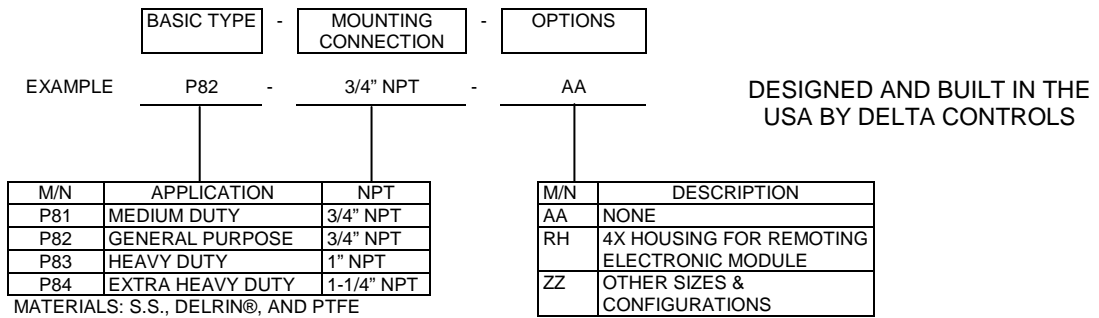 BASIC TYPE - MOUNTING CONNECTION - OPTIONS
EXAMPLE P82 - 3/4” NPT - AA
DESIGNED AND BUILT IN THE
USA BY DELTA CONTROLS
M/N APPLICATION NPT
P81 MEDIUM DUTY 3/4” NPT
P82 GENERAL PURPOSE 3/4” NPT
P83 HEAVY DUTY 1” NPT
P84 EXTRA HEAVY DUTY 1-1/4” NPT
MATERIALS: S.S., DELRIN®, AND PTFE
M/N DESCRIPTION
AA NONE
RH 4X HOUSING FOR REMOTING
ELECTRONIC MODULE
ZZ OTHER SIZES &
CONFIGURATIONS